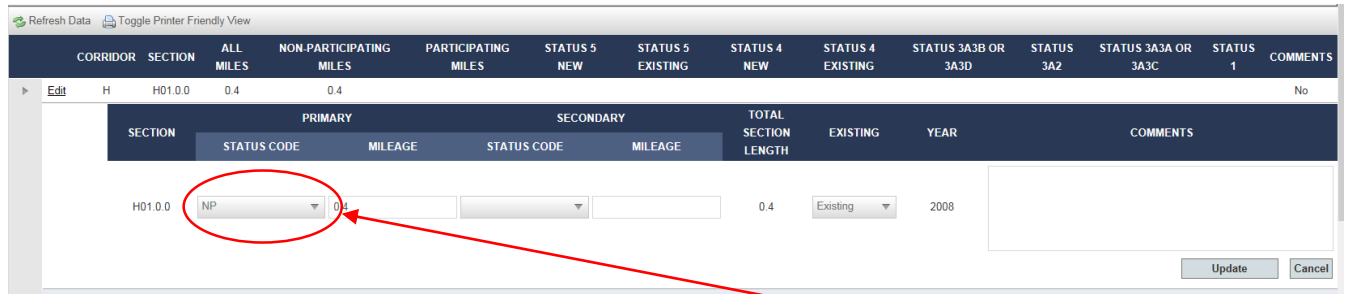 Refresh Data Toggle Printer Friendly View
CORRIDOR SECTION ALL MILES NON-PARTICIPATING MILES PARTICIPATING MILES STATUS 5 NEW STATUS 5 EXISTING STATUS 4 NEW STATUS 4 EXISTING STATUS 3A3B OR 3A3D STATUS 3A2 STATUS 3A3A OR 3A3C STATUS 1 COMMENTS
Edit H H01.0.0 0.4 0.4 No
SECTION PRIMARY SECONDARY TOTAL SECTION LENGTH EXISTING YEAR COMMENTS
STATUS CODE MILEAGE STATUS CODE MILEAGE
H01.0.0 NP 0.4 0.4 Existing 2008
Update Cancel